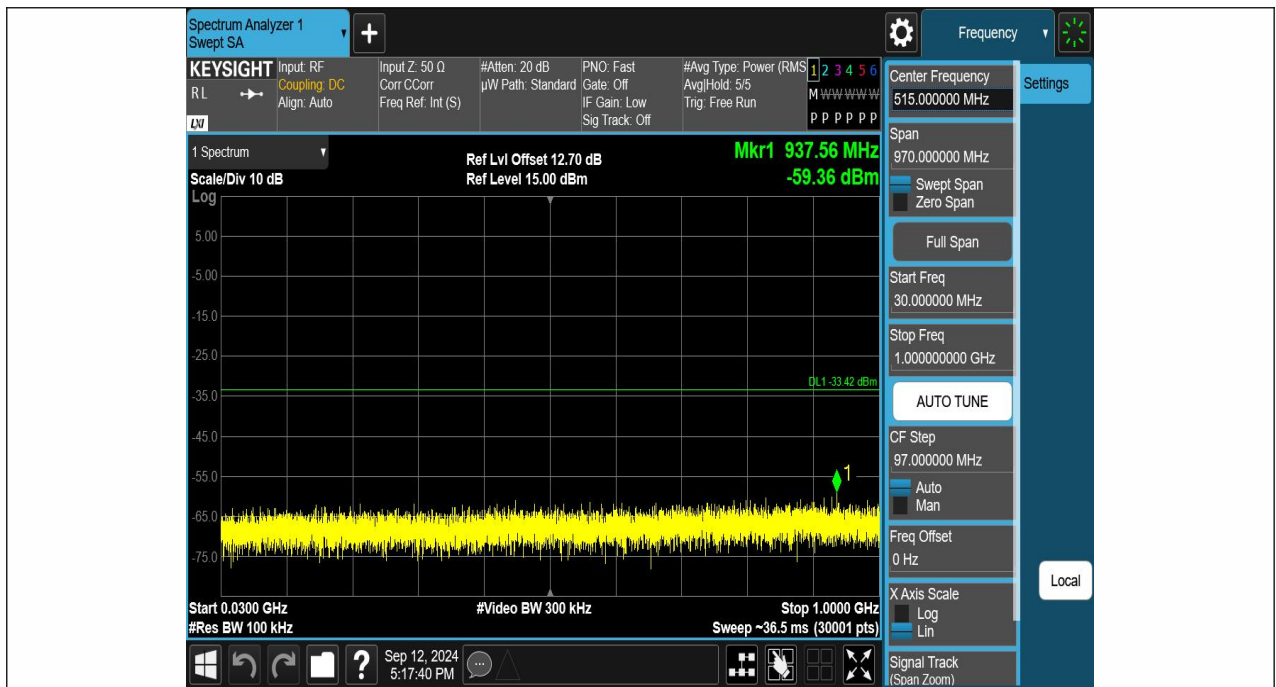 Spectrum Analyzer 1
Swept SA
+
Frequency
KEYSIGHT
RL
LXI
Input: RF
Coupling: DC
Align: Auto
Input Z: 50 Ω
Corr CCorr
Freq Ref: Int (S)
#Atten: 20 dB
µW Path: Standard
PNO: Fast
Gate: Off
IF Gain: Low
Sig Track: Off
#Avg Type: Power (RMS
Avg|Hold: 5/5
Trig: Free Run
1 2 3 4 5 6
M W W W W W
P P P P P P
1 Spectrum
Scale/Div 10 dB
Ref Lvl Offset 12.70 dB
Ref Level 15.00 dBm
Mkr1 937.56 MHz
-59.36 dBm
Log
5.00
-5.00
-15.0
-25.0
DL1 -33.42 dBm
-35.0
-45.0
-55.0
1
-65.0
-75.0
Start 0.0300 GHz
#Video BW 300 kHz
Stop 1.0000 GHz
#Res BW 100 kHz
Sweep ~36.5 ms (30001 pts)
Center Frequency
515.000000 MHz
Settings
Span
970.000000 MHz
Swept Span
Zero Span
Full Span
Start Freq
30.000000 MHz
Stop Freq
1.000000000 GHz
AUTO TUNE
CF Step
97.000000 MHz
Auto
Man
Freq Offset
0 Hz
Local
X Axis Scale
Log
Lin
Signal Track
(Span Zoom)
?
Sep 12, 2024
5:17:40 PM